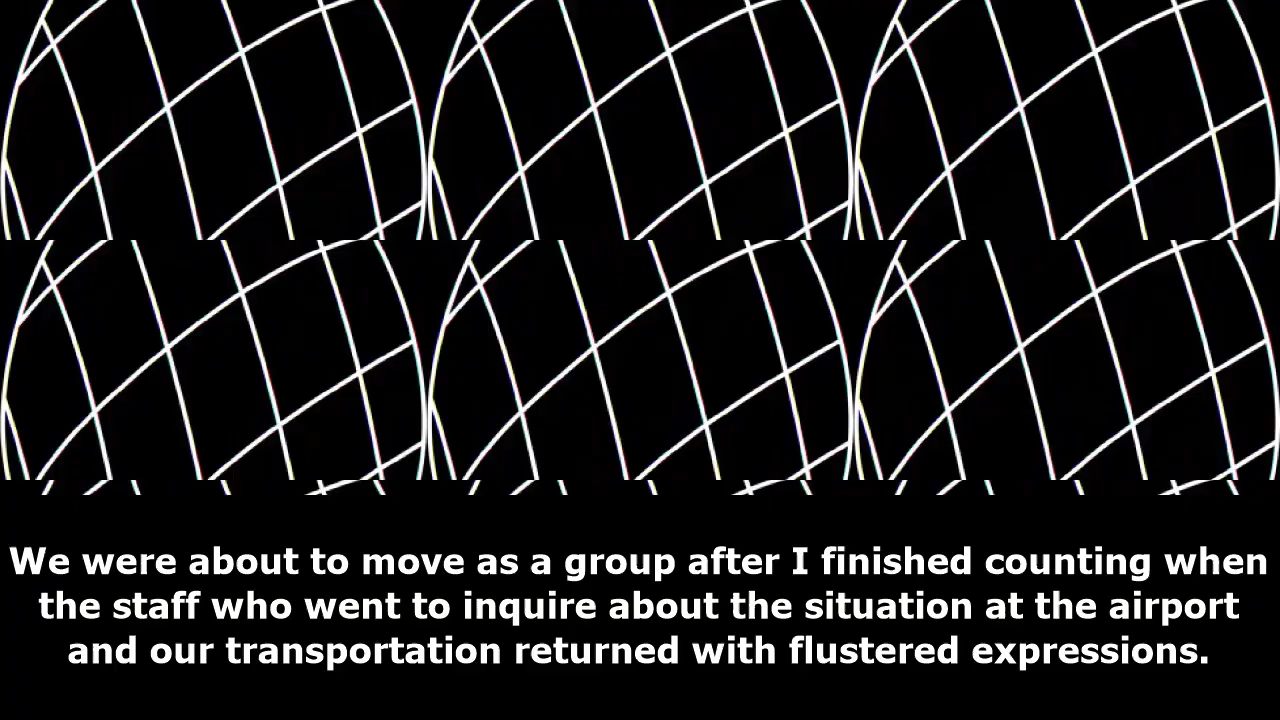 We were about to move as a group after I finished counting when
the staff who went to inquire about the situation at the airport
and our transportation returned with flustered expressions.